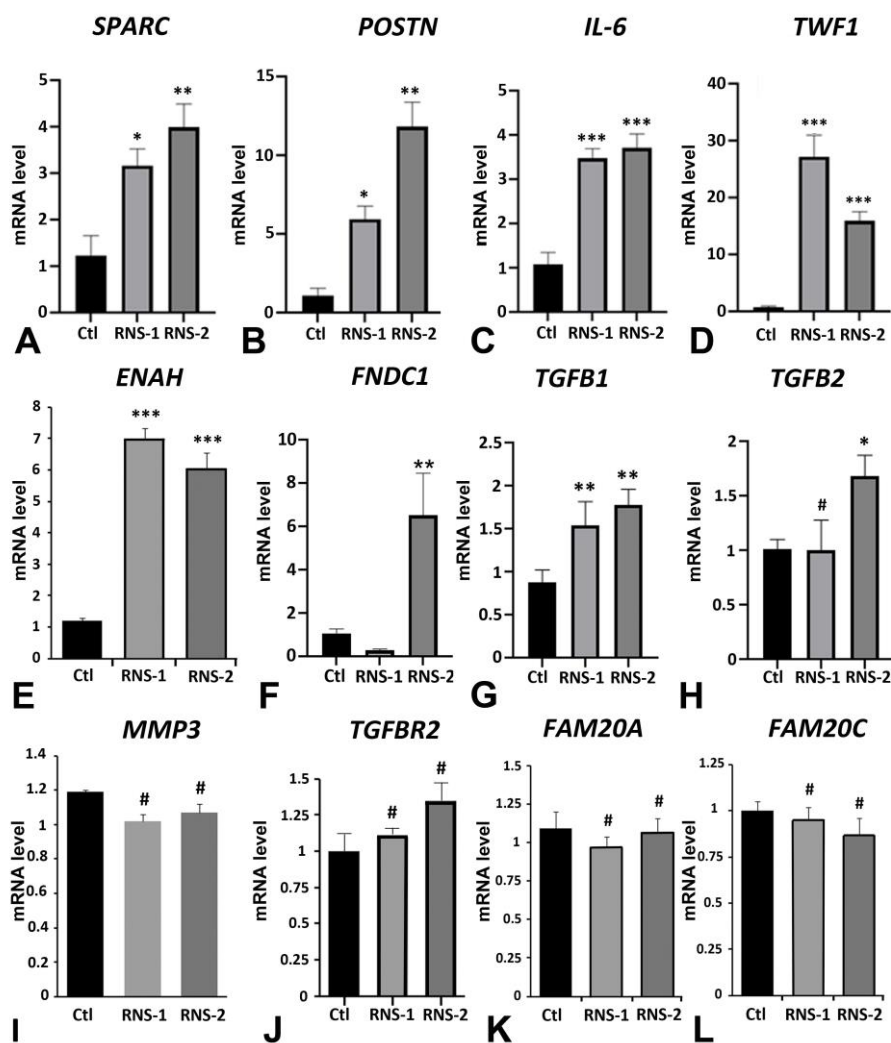 SPARC
mRNA level
5
4
3
2
1
0
*
**
Ctl RNS-1 RNS-2
A
POSTN
mRNA level
15
10
5
0
*
**
Ctl RNS-1 RNS-2
B
IL-6
mRNA level
5
4
3
2
1
0
***
***
Ctl RNS-1 RNS-2
C
TWF1
mRNA level
40
30
20
10
0
***
***
Ctl RNS-1 RNS-2
D
ENAH
mRNA level
8
7
6
5
4
3
2
1
0
***
***
Ctl RNS-1 RNS-2
E
FNDC1
mRNA level
10
8
6
4
2
0
**
Ctl RNS-1 RNS-2
F
TGFB1
mRNA level
2.5
2
1.5
1
0.5
0
**
**
Ctl RNS-1 RNS-2
G
TGFB2
mRNA level
2
1.5
1
0.5
0
#
*
Ctl RNS-1 RNS-2
H
MMP3
mRNA level
1.4
1.2
1
0.8
0.6
0.4
0.2
0
#
#
Ctl RNS-1 RNS-2
I
TGFBR2
mRNA level
1.5
1.25
1
0.75
0.5
0.25
0
#
#
Ctl RNS-1 RNS-2
J
FAM20A
mRNA level
1.5
1.25
1
0.75
0.5
0.25
0
#
#
Ctl RNS-1 RNS-2
K
FAM20C
mRNA level
1.25
1
0.75
0.5
0.25
0
#
#
Ctl RNS-1 RNS-2
L